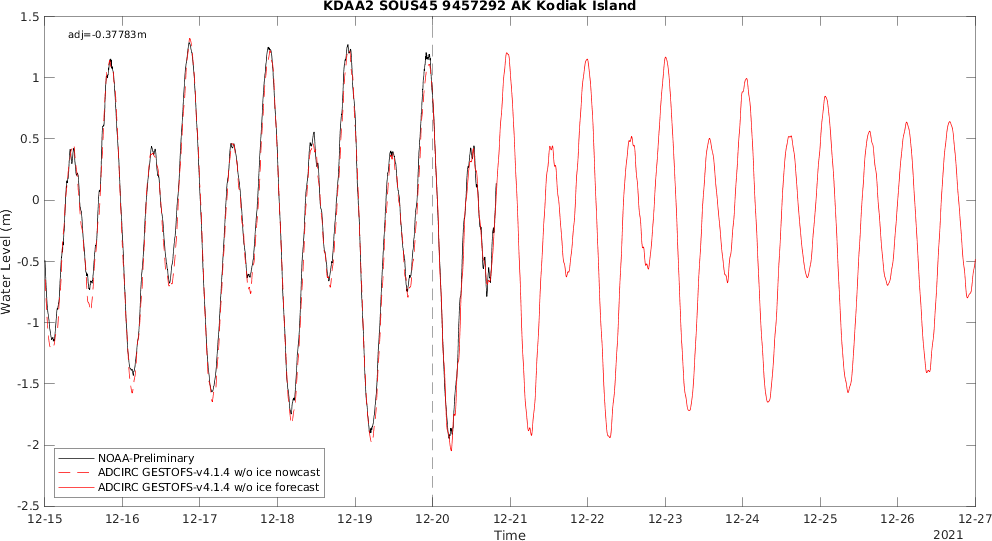 KDAA2 SOUS45 9457292 AK Kodiak Island
adj=-0.37783m
1.5
1
0.5
0
-0.5
-1
-1.5
-2
-2.5
Water Level (m)
NOAA-Preliminary
ADCIRC GESTOFS-v4.1.4 w/o ice nowcast
ADCIRC GESTOFS-v4.1.4 w/o ice forecast
12-15 12-16 12-17 12-18 12-19 12-20 12-21 12-22 12-23 12-24 12-25 12-26 12-27
Time
2021